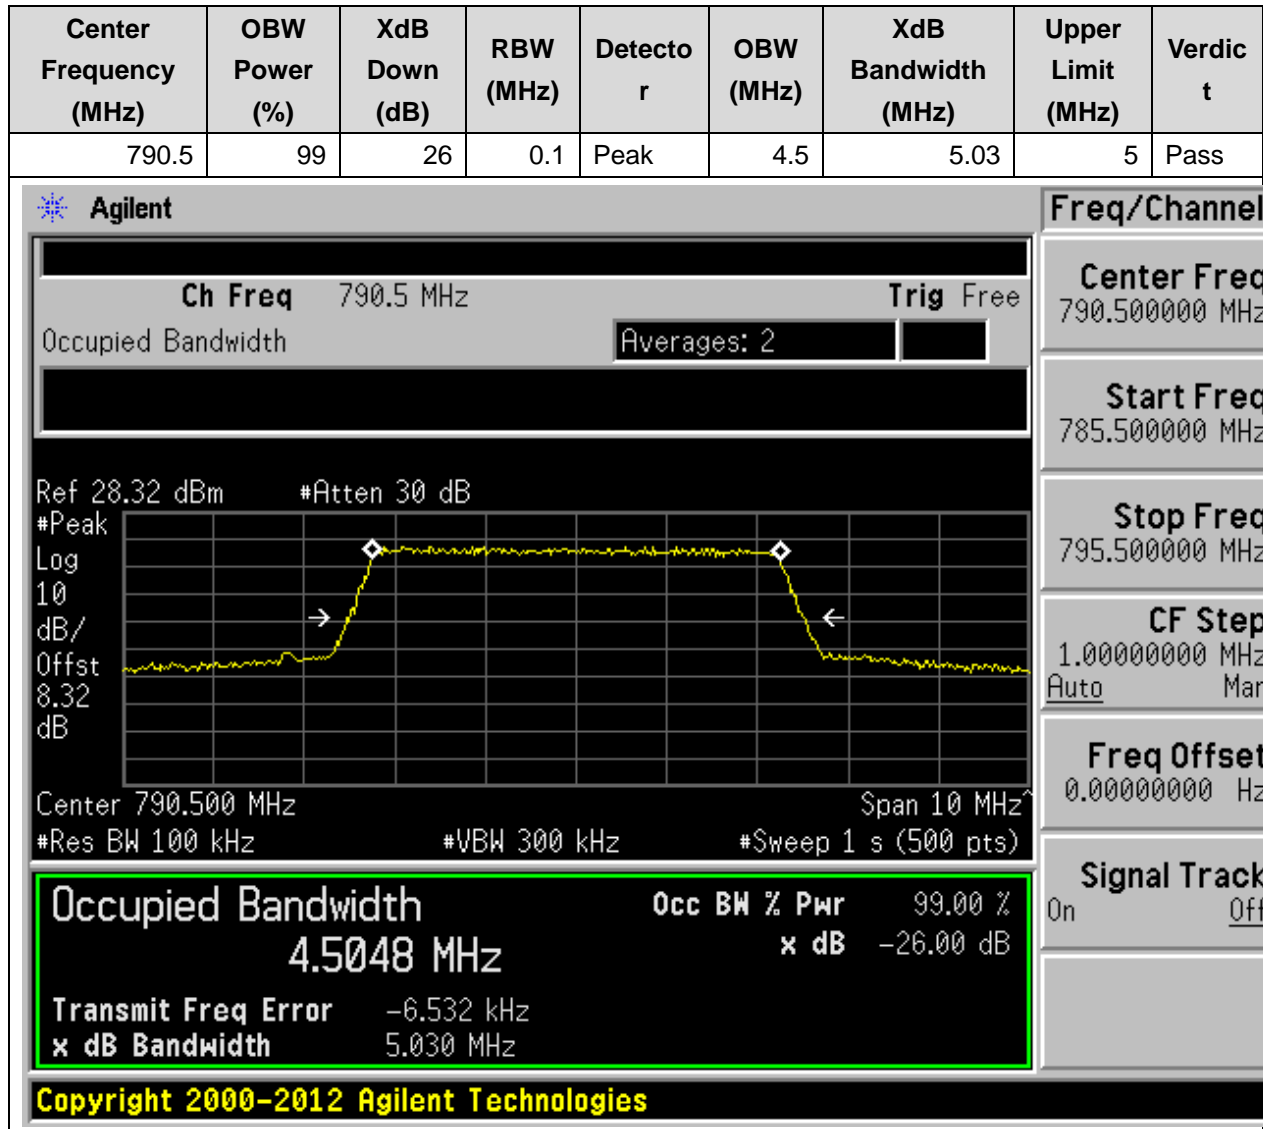 Center Frequency (MHz) OBW Power (%) XdB Down (dB) RBW (MHz) Detecto r OBW (MHz) XdB Bandwidth (MHz) Upper Limit (MHz) Verdic t
790.5 99 26 0.1 Peak 4.5 5.03 5 Pass
Agilent
Freq/Channel
Ch Freq 790.5 MHz Trig Free
Occupied Bandwidth Averages: 2
Center Freq
790.500000 MHz
Start Freq
785.500000 MHz
Stop Freq
795.500000 MHz
CF Step
1.00000000 MHz
Auto Man
Freq Offset
0.00000000 Hz
Signal Track
On Off
Ref 28.32 dBm #Atten 30 dB
#Peak
Log
10
dB/
Offst
8.32
dB
Center 790.500 MHz Span 10 MHz^
#Res BW 100 kHz #VBW 300 kHz #Sweep 1 s (500 pts)
Occupied Bandwidth Occ BW % Pwr 99.00 %
4.5048 MHz x dB -26.00 dB
Transmit Freq Error -6.532 kHz
x dB Bandwidth 5.030 MHz
Copyright 2000-2012 Agilent Technologies